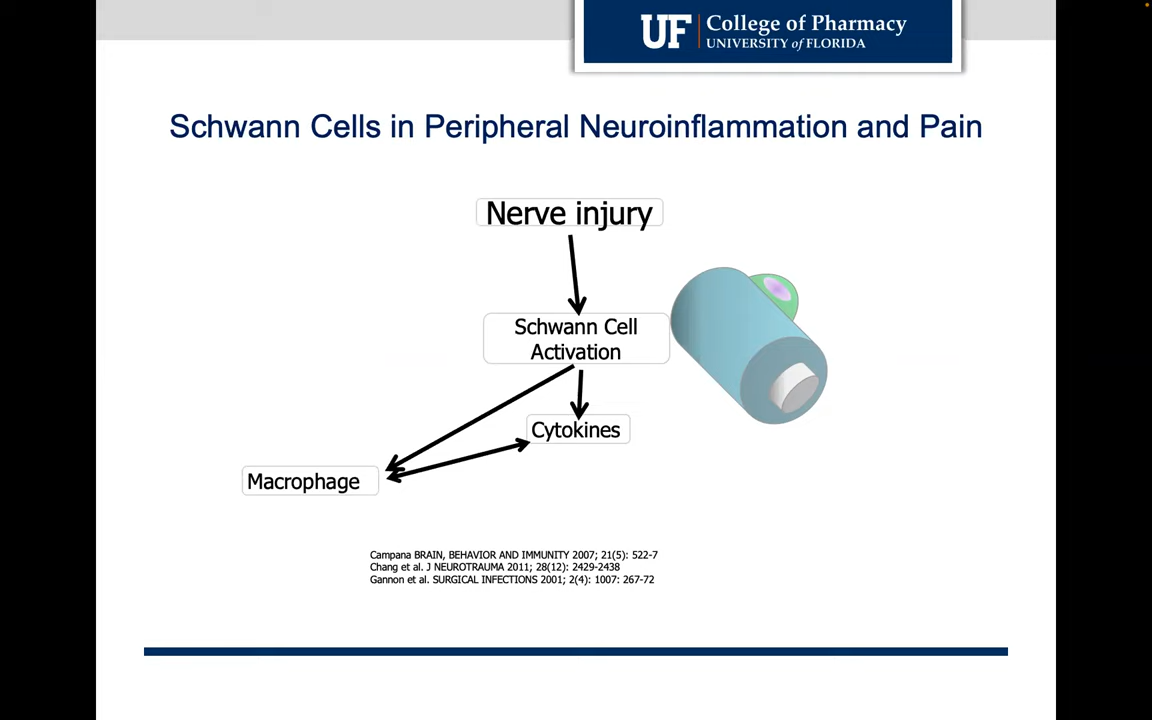 UF College of Pharmacy
UNIVERSITY of FLORIDA
Schwann Cells in Peripheral Neuroinflammation and Pain
Nerve injury
Schwann Cell
Activation
Cytokines
Macrophage
Campana BRAIN, BEHAVIOR AND IMMUNITY 2007; 21(5): 522-7
Chang et al. J NEUROTRAUMA 2011; 28(12): 2429-2438
Gannon et al. SURGICAL INFECTIONS 2001; 2(4): 1007: 267-72